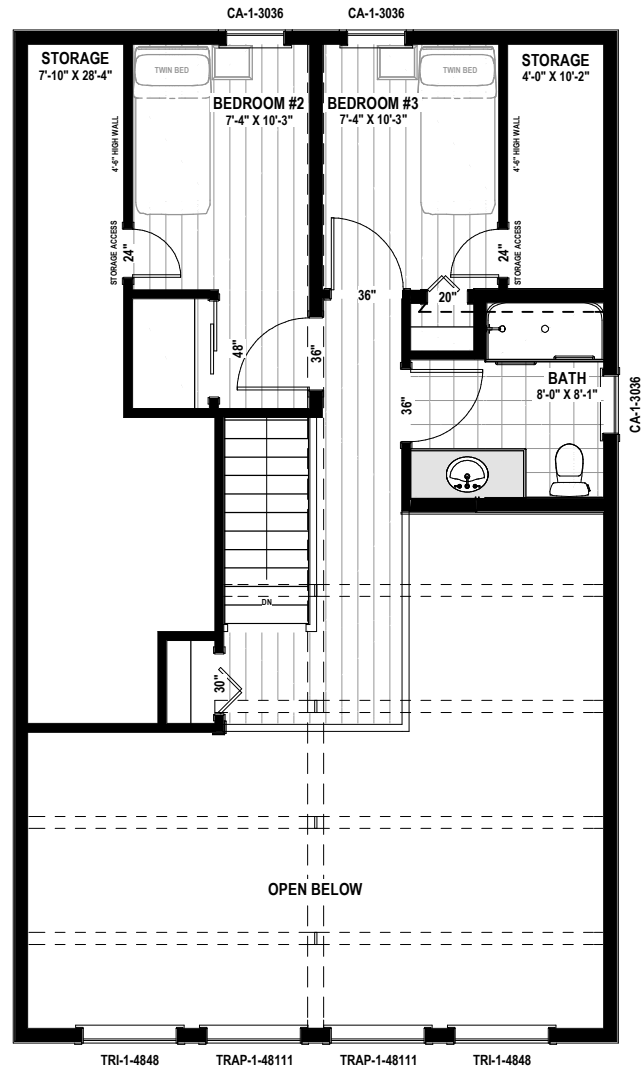 CA-1-3036
CA-1-3036
STORAGE
7'-10" X 28'-4"
TWIN BED
BEDROOM #2
7'-4" X 10'-3"
TWIN BED
BEDROOM #3
7'-4" X 10'-3"
STORAGE
4'-0" X 10'-2"
4'-6" HIGH WALL
4'-6" HIGH WALL
STORAGE ACCESS
24"
24"
STORAGE ACCESS
36"
20"
48"
36"
36"
BATH
8'-0" X 8'-1"
CA-1-3036
DN
30"
OPEN BELOW
TRI-1-4848
TRAP-1-48111
TRAP-1-48111
TRI-1-4848